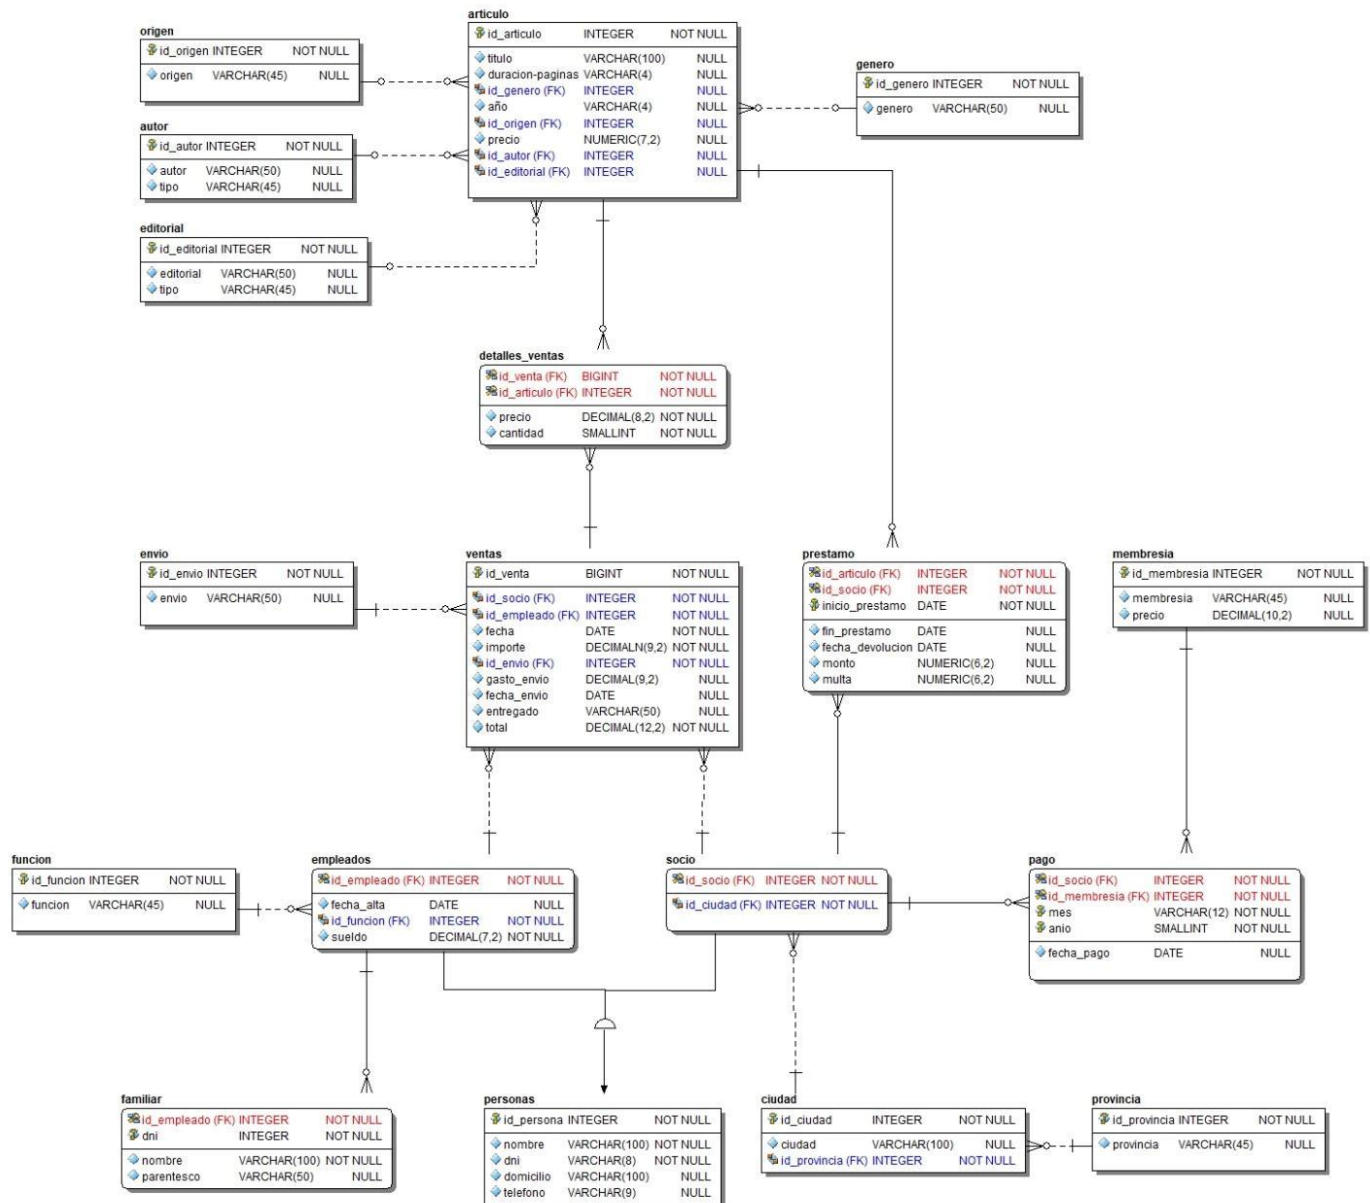 origen
id_origen INTEGER NOT NULL
origen VARCHAR(45) NULL
autor
id_autor INTEGER NOT NULL
autor VARCHAR(50) NULL
tipo VARCHAR(45) NULL
editorial
id_editorial INTEGER NOT NULL
editorial VARCHAR(50) NULL
tipo VARCHAR(45) NULL
articulo
id_articulo INTEGER NOT NULL
titulo VARCHAR(100) NULL
duracion-paginas VARCHAR(4) NULL
id_genero (FK) INTEGER NULL
año VARCHAR(4) NULL
id_origen (FK) INTEGER NULL
precio NUMERIC(7,2) NULL
id_autor (FK) INTEGER NULL
id_editorial (FK) INTEGER NULL
genero
id_genero INTEGER NOT NULL
genero VARCHAR(50) NULL
detalles_ventas
id_venta (FK) BIGINT NOT NULL
id_articulo (FK) INTEGER NOT NULL
precio DECIMAL(8,2) NOT NULL
cantidad SMALLINT NOT NULL
envio
id_envio INTEGER NOT NULL
envio VARCHAR(50) NULL
ventas
id_venta BIGINT NOT NULL
id_socio (FK) INTEGER NOT NULL
id_empleado (FK) INTEGER NOT NULL
fecha DATE NOT NULL
importe DECIMALN(9,2) NOT NULL
id_envio (FK) INTEGER NOT NULL
gasto_envio DECIMAL(9,2) NULL
fecha_envio DATE NULL
entregado VARCHAR(50) NULL
total DECIMAL(12,2) NOT NULL
prestamo
id_articulo (FK) INTEGER NOT NULL
id_socio (FK) INTEGER NOT NULL
inicio_prestamo DATE NOT NULL
fin_prestamo DATE NULL
fecha_devolucion DATE NULL
monto NUMERIC(6,2) NULL
multa NUMERIC(6,2) NULL
membresia
id_membresia INTEGER NOT NULL
membresia VARCHAR(45) NULL
precio DECIMAL(10,2) NULL
funcion
id_funcion INTEGER NOT NULL
funcion VARCHAR(45) NULL
empleados
id_empleado (FK) INTEGER NOT NULL
fecha_alta DATE NULL
id_funcion (FK) INTEGER NOT NULL
sueldo DECIMAL(7,2) NOT NULL
socio
id_socio (FK) INTEGER NOT NULL
id_ciudad (FK) INTEGER NOT NULL
pago
id_socio (FK) INTEGER NOT NULL
id_membresia (FK) INTEGER NOT NULL
mes VARCHAR(12) NOT NULL
anio SMALLINT NOT NULL
fecha_pago DATE NULL
familiar
id_empleado (FK) INTEGER NOT NULL
dni INTEGER NOT NULL
nombre VARCHAR(100) NOT NULL
parentesco VARCHAR(50) NULL
personas
id_persona INTEGER NOT NULL
nombre VARCHAR(100) NOT NULL
dni VARCHAR(8) NOT NULL
domicilio VARCHAR(100) NULL
telefono VARCHAR(9) NULL
ciudad
id_ciudad INTEGER NOT NULL
ciudad VARCHAR(100) NULL
id_provincia (FK) INTEGER NOT NULL
provincia
id_provincia INTEGER NOT NULL
provincia VARCHAR(45) NULL